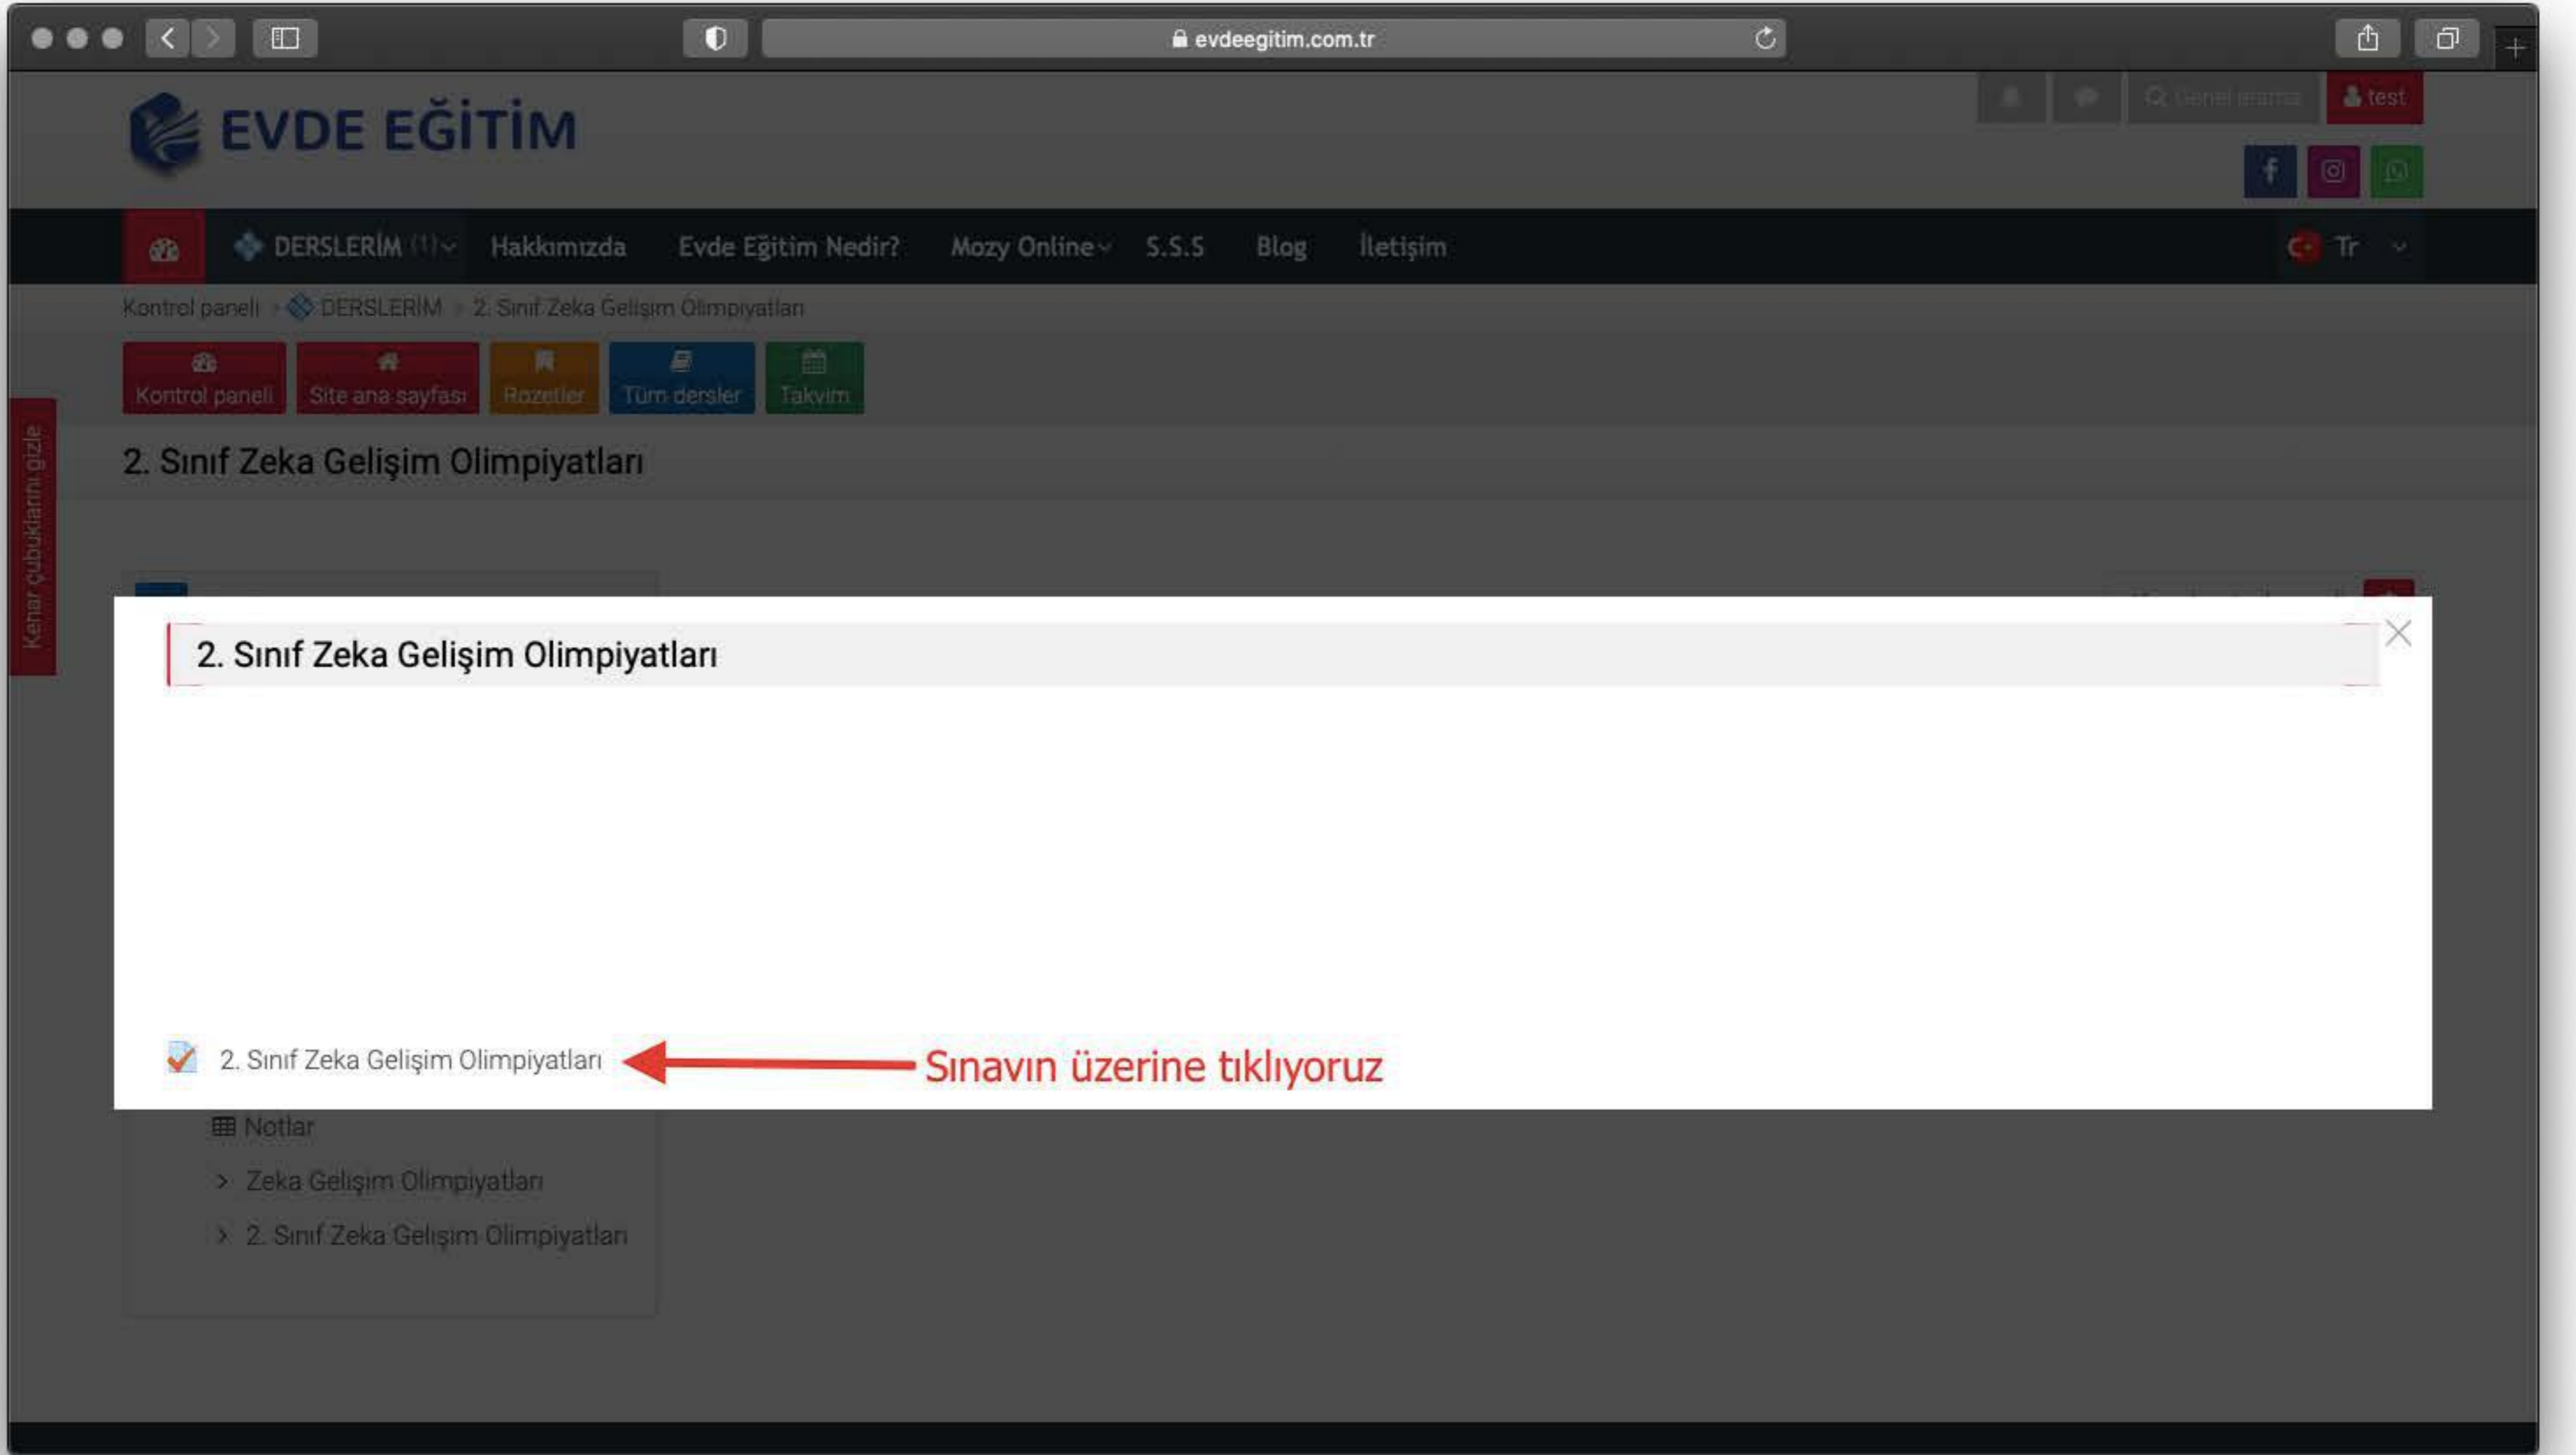 evdeegitim.com.tr
EVDE EĞİTİM
Genel arama
test
DERSLERİM (1) Hakkımızda Evde Eğitim Nedir? Mozy Online S.S.S Blog İletişim Tr
Kontrol paneli DERSLERİM 2. Sınıf Zeka Gelişim Olimpiyatları
Kontrol paneli Site ana sayfası Rozetler Tüm dersler Takvim
Kenar çubuklarını gizle
2. Sınıf Zeka Gelişim Olimpiyatları
2. Sınıf Zeka Gelişim Olimpiyatları
2. Sınıf Zeka Gelişim Olimpiyatları
Sınavın üzerine tıklıyoruz
Notlar
> Zeka Gelişim Olimpiyatları
> 2. Sınıf Zeka Gelişim Olimpiyatları